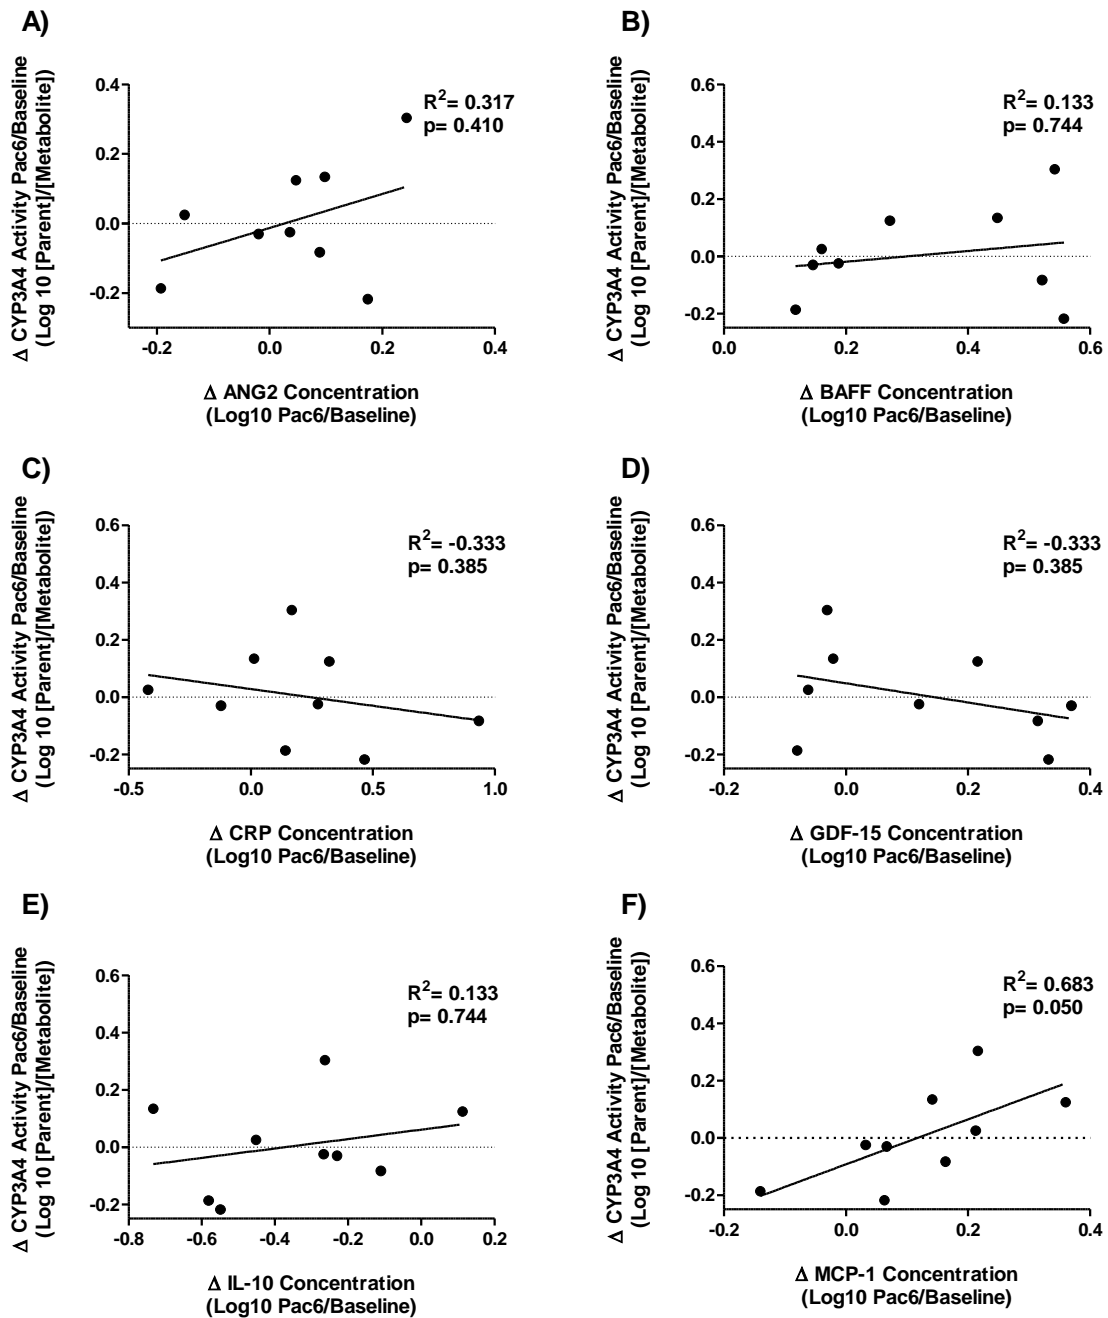 A)
Δ CYP3A4 Activity Pac6/Baseline
(Log 10 [Parent]/[Metabolite])
0.4
0.2
0.0
-0.2
R²= 0.317
p= 0.410
-0.2 0.0 0.2 0.4
Δ ANG2 Concentration
(Log10 Pac6/Baseline)
B)
Δ CYP3A4 Activity Pac6/Baseline
(Log 10 [Parent]/[Metabolite])
0.6
0.4
0.2
0.0
-0.2
R²= 0.133
p= 0.744
0.0 0.2 0.4 0.6
Δ BAFF Concentration
(Log10 Pac6/Baseline)
C)
Δ CYP3A4 Activity Pac6/Baseline
(Log 10 [Parent]/[Metabolite])
0.6
0.4
0.2
0.0
-0.2
R²= -0.333
p= 0.385
-0.5 0.0 0.5 1.0
Δ CRP Concentration
(Log10 Pac6/Baseline)
D)
Δ CYP3A4 Activity Pac6/Baseline
(Log 10 [Parent]/[Metabolite])
0.6
0.4
0.2
0.0
-0.2
R²= -0.333
p= 0.385
-0.2 0.0 0.2 0.4
Δ GDF-15 Concentration
(Log10 Pac6/Baseline)
E)
Δ CYP3A4 Activity Pac6/Baseline
(Log 10 [Parent]/[Metabolite])
0.6
0.4
0.2
0.0
-0.2
R²= 0.133
p= 0.744
-0.8 -0.6 -0.4 -0.2 0.0 0.2
Δ IL-10 Concentration
(Log10 Pac6/Baseline)
F)
Δ CYP3A4 Activity Pac6/Baseline
(Log 10 [Parent]/[Metabolite])
0.6
0.4
0.2
0.0
-0.2
R²= 0.683
p= 0.050
-0.2 0.0 0.2 0.4
Δ MCP-1 Concentration
(Log10 Pac6/Baseline)